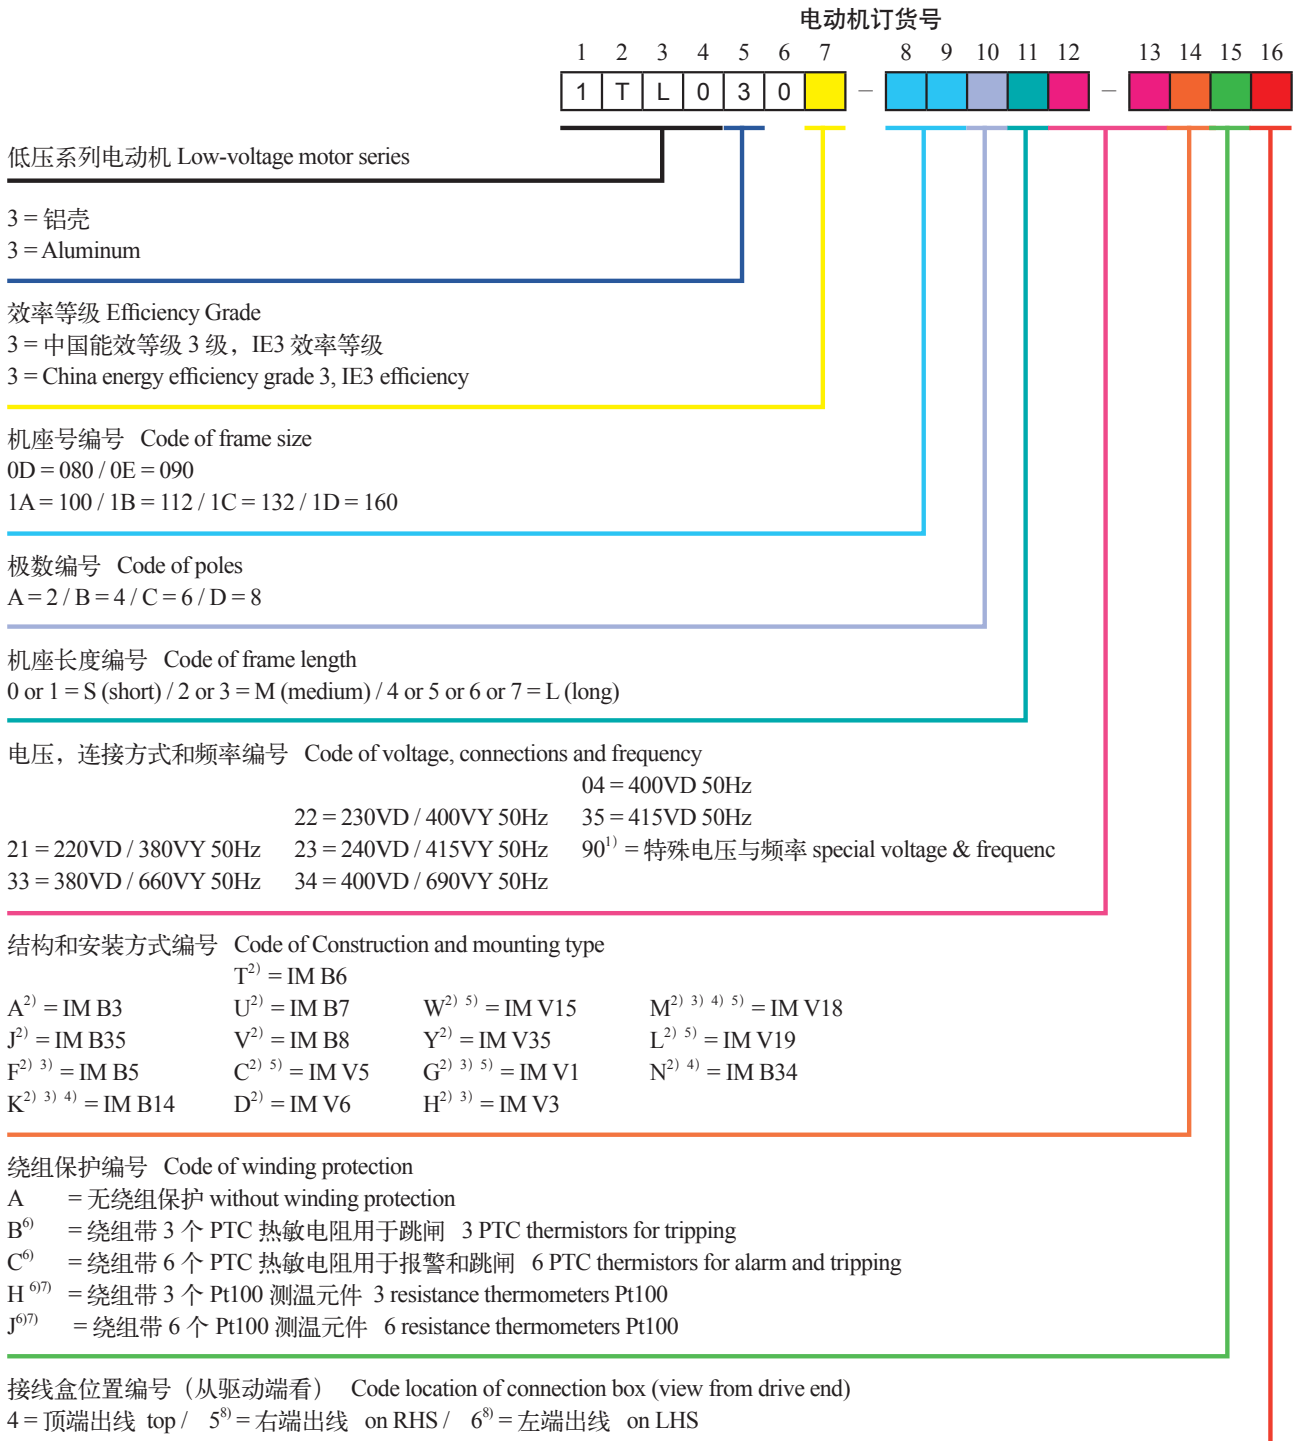 电动机订货号
1 2 3 4 5 6 7 8 9 10 11 12 13 14 15 16
1 T L 0 3 0 – –
低压系列电动机 Low-voltage motor series
3 = 铝壳
3 = Aluminum
效率等级 Efficiency Grade
3 = 中国能效等级 3 级，IE3 效率等级
3 = China energy efficiency grade 3, IE3 efficiency
机座号编号 Code of frame size
0D = 080 / 0E = 090
1A = 100 / 1B = 112 / 1C = 132 / 1D = 160
极数编号 Code of poles
A = 2 / B = 4 / C = 6 / D = 8
机座长度编号 Code of frame length
0 or 1 = S (short) / 2 or 3 = M (medium) / 4 or 5 or 6 or 7 = L (long)
电压，连接方式和频率编号 Code of voltage, connections and frequency
04 = 400VD 50Hz
22 = 230VD / 400VY 50Hz 35 = 415VD 50Hz
21 = 220VD / 380VY 50Hz 23 = 240VD / 415VY 50Hz 90¹⁾ = 特殊电压与频率 special voltage & frequenc
33 = 380VD / 660VY 50Hz 34 = 400VD / 690VY 50Hz
结构和安装方式编号 Code of Construction and mounting type
T²⁾ = IM B6
A²⁾ = IM B3 U²⁾ = IM B7 W²⁾ ⁵⁾ = IM V15 M²⁾ ³⁾ ⁴⁾ ⁵⁾ = IM V18
J²⁾ = IM B35 V²⁾ = IM B8 Y²⁾ = IM V35 L²⁾ ⁵⁾ = IM V19
F²⁾ ³⁾ = IM B5 C²⁾ ⁵⁾ = IM V5 G²⁾ ³⁾ ⁵⁾ = IM V1 N²⁾ ⁴⁾ = IM B34
K²⁾ ³⁾ ⁴⁾ = IM B14 D²⁾ = IM V6 H²⁾ ³⁾ = IM V3
绕组保护编号 Code of winding protection
A = 无绕组保护 without winding protection
B⁶⁾ = 绕组带 3 个 PTC 热敏电阻用于跳闸 3 PTC thermistors for tripping
C⁶⁾ = 绕组带 6 个 PTC 热敏电阻用于报警和跳闸 6 PTC thermistors for alarm and tripping
H ⁶⁾⁷⁾ = 绕组带 3 个 Pt100 测温元件 3 resistance thermometers Pt100
J⁶⁾⁷⁾ = 绕组带 6 个 Pt100 测温元件 6 resistance thermometers Pt100
接线盒位置编号（从驱动端看） Code location of connection box (view from drive end)
4 = 顶端出线 top / 5⁸⁾ = 右端出线 on RHS / 6⁸⁾ = 左端出线 on LHS